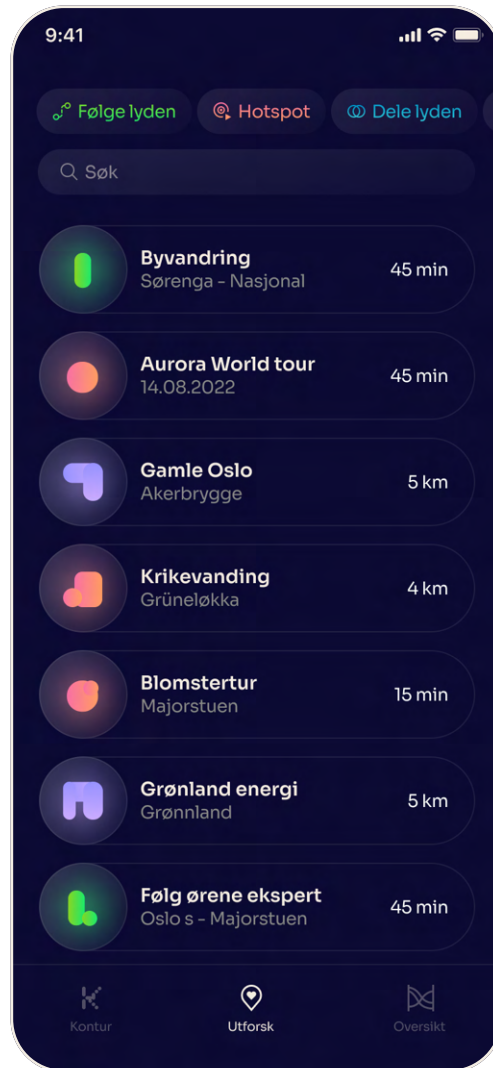 9:41
Følge lyden
Hotspot
Dele lyden
Søk
Byvandring
Sørenga - Nasjonal
45 min
Aurora World tour
14.08.2022
45 min
Gamle Oslo
Akerbrygge
5 km
Krikevanding
Grüneløkka
4 km
Blomstertur
Majorstuen
15 min
Grønland energi
Grønnland
5 km
Følg ørene ekspert
Oslo s - Majorstuen
45 min
Kontur
Utforsk
Oversikt